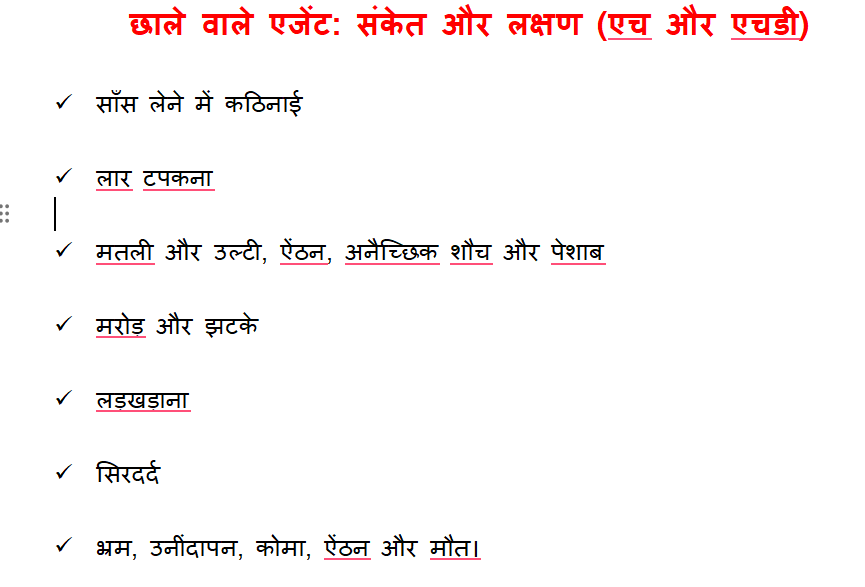 छाले वाले एजेंट: संकेत और लक्षण (एच और एचडी)
✓ साँस लेने में कठिनाई
✓ लार टपकना
✓ मतली और उल्टी, ऐंठन, अनैच्छिक शौच और पेशाब
✓ मरोड़ और झटके
✓ लड़खड़ाना
✓ सिरदर्द
✓ भ्रम, उनींदापन, कोमा, ऐंठन और मौत।